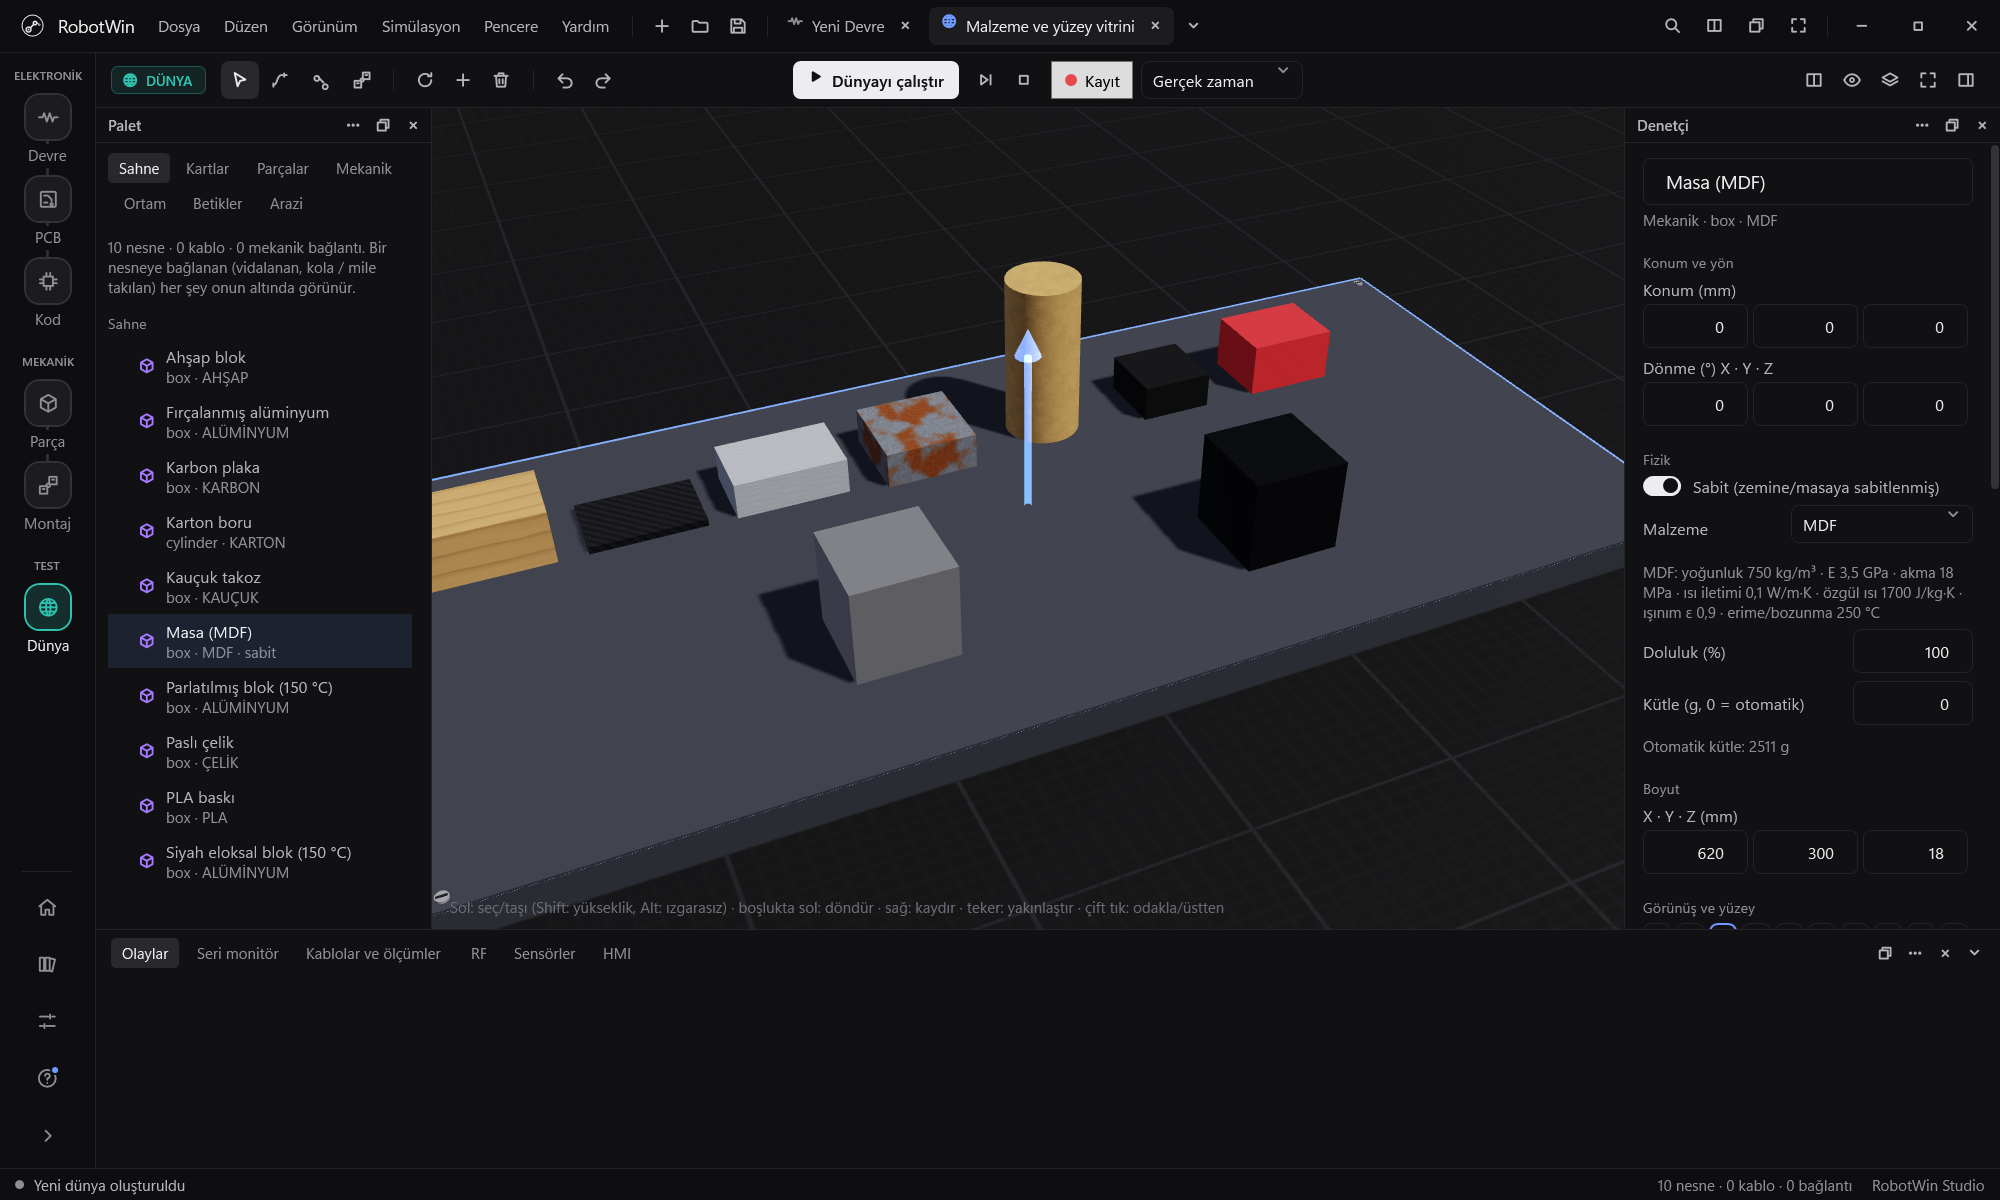 RobotWin Dosya Düzen Görünüm Simülasyon Pencere Yardım
Yeni Devre
Malzeme ve yüzey vitrini
ELEKTRONİK
Devre
PCB
Kod
MEKANİK
Parça
Montaj
TEST
Dünya
DÜNYA
Dünyayı çalıştır
Kayıt
Gerçek zaman
Palet
Sahne Kartlar Parçalar Mekanik
Ortam Betikler Arazi
10 nesne · 0 kablo · 0 mekanik bağlantı. Bir
nesneye bağlanan (vidalanan, kola / mile
takılan) her şey onun altında görünür.
Sahne
Ahşap blok
box · AHŞAP
Fırçalanmış alüminyum
box · ALÜMİNYUM
Karbon plaka
box · KARBON
Karton boru
cylinder · KARTON
Kauçuk takoz
box · KAUÇUK
Masa (MDF)
box · MDF · sabit
Parlatılmış blok (150 °C)
box · ALÜMİNYUM
Paslı çelik
box · ÇELİK
PLA baskı
box · PLA
Siyah eloksal blok (150 °C)
box · ALÜMİNYUM
Sol: seç/taşı (Shift: yükseklik, Alt: ızgarasız) · boşlukta sol: döndür · sağ: kaydır · teker: yakınlaştır · çift tık: odakla/üstten
Denetçi
Masa (MDF)
Mekanik · box · MDF
Konum ve yön
Konum (mm)
0 0 0
Dönme (°) X · Y · Z
0 0 0
Fizik
Sabit (zemine/masaya sabitlenmiş)
Malzeme MDF
MDF: yoğunluk 750 kg/m³ · E 3,5 GPa · akma 18
MPa · ısı iletimi 0,1 W/m·K · özgül ısı 1700 J/kg·K ·
ışınım ε 0,9 · erime/bozunma 250 °C
Doluluk (%) 100
Kütle (g, 0 = otomatik) 0
Otomatik kütle: 2511 g
Boyut
X · Y · Z (mm)
620 300 18
Görünüş ve yüzey
Olaylar Seri monitör Kablolar ve ölçümler RF Sensörler HMI
Yeni dünya oluşturuldu
10 nesne · 0 kablo · 0 bağlantı RobotWin Studio